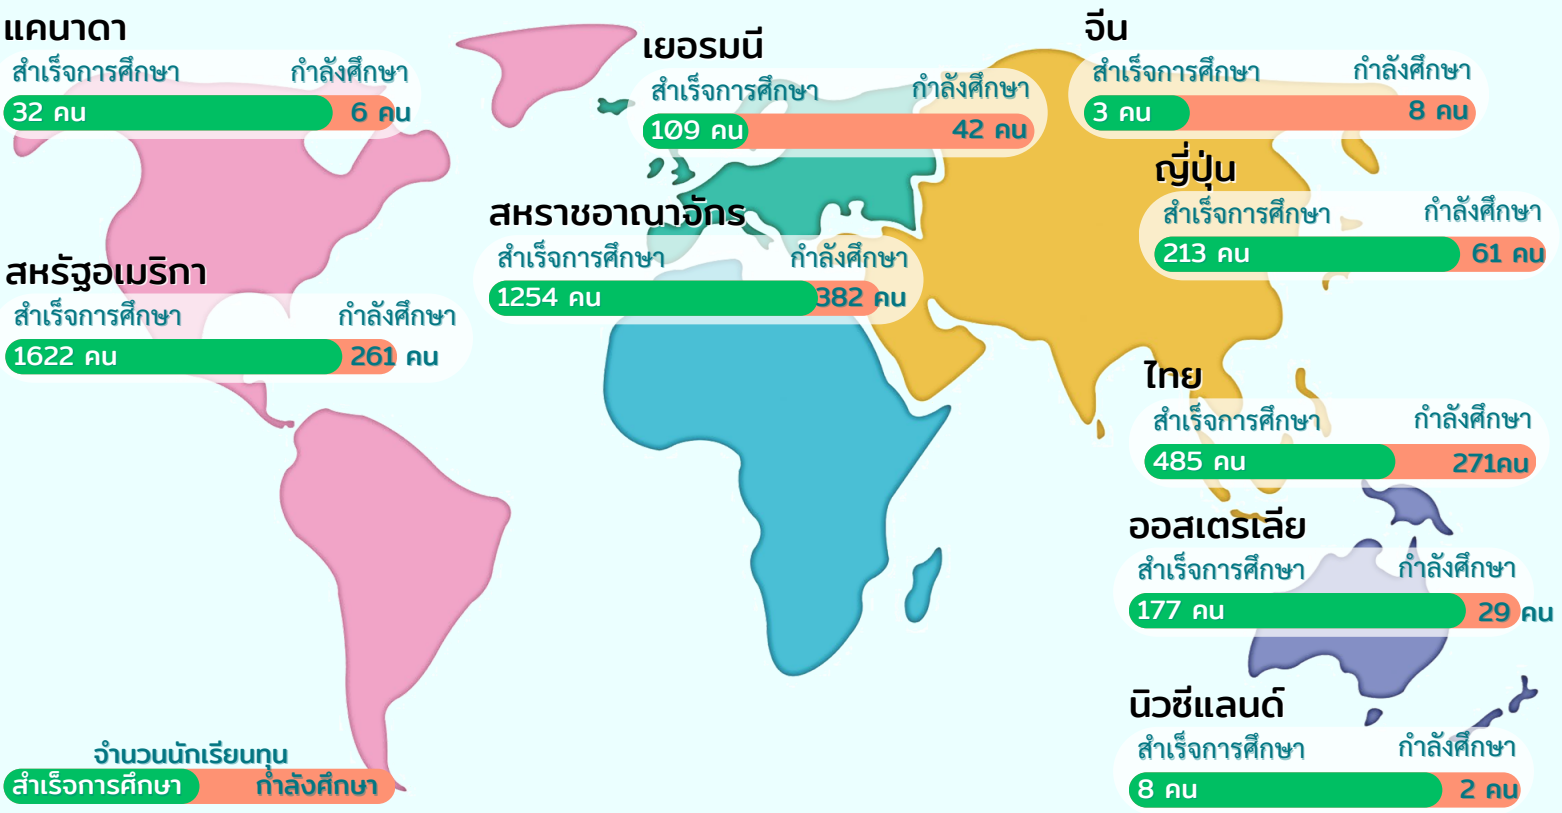 แคนาดา
สำเร็จการศึกษา กำลังศึกษา
32 คน 6 คน
สหรัฐอเมริกา
สำเร็จการศึกษา กำลังศึกษา
1622 คน 261 คน
เยอรมนี
สำเร็จการศึกษา กำลังศึกษา
109 คน 42 คน
สหราชอาณาจักร
สำเร็จการศึกษา กำลังศึกษา
1254 คน 382 คน
จีน
สำเร็จการศึกษา กำลังศึกษา
3 คน 8 คน
ญี่ปุ่น
สำเร็จการศึกษา กำลังศึกษา
213 คน 61 คน
ไทย
สำเร็จการศึกษา กำลังศึกษา
485 คน 271คน
ออสเตรเลีย
สำเร็จการศึกษา กำลังศึกษา
177 คน 29 คน
นิวซีแลนด์
สำเร็จการศึกษา กำลังศึกษา
8 คน 2 คน
จำนวนนักเรียนทุน
สำเร็จการศึกษา กำลังศึกษา